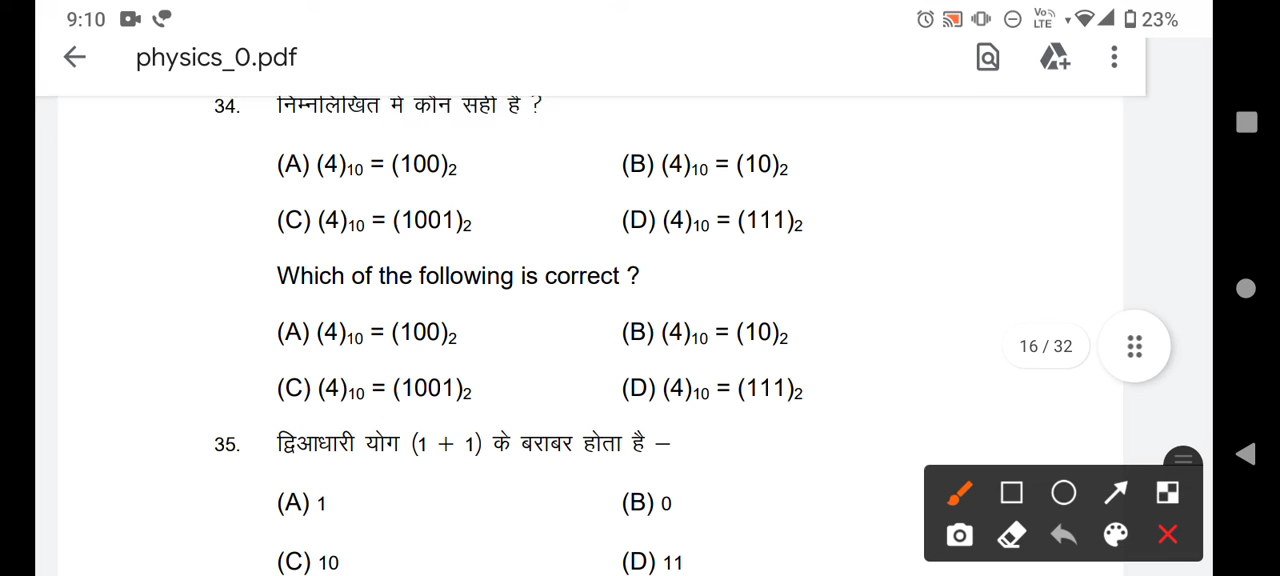 9:10 Vo LTE 23%
physics_0.pdf
34. निम्नलिखित में कौन सही है ?
(A) (4)₁₀ = (100)₂ (B) (4)₁₀ = (10)₂
(C) (4)₁₀ = (1001)₂ (D) (4)₁₀ = (111)₂
Which of the following is correct ?
(A) (4)₁₀ = (100)₂ (B) (4)₁₀ = (10)₂
16 / 32
(C) (4)₁₀ = (1001)₂ (D) (4)₁₀ = (111)₂
35. द्विआधारी योग (1 + 1) के बराबर होता है –
(A) 1 (B) 0
(C) 10 (D) 11